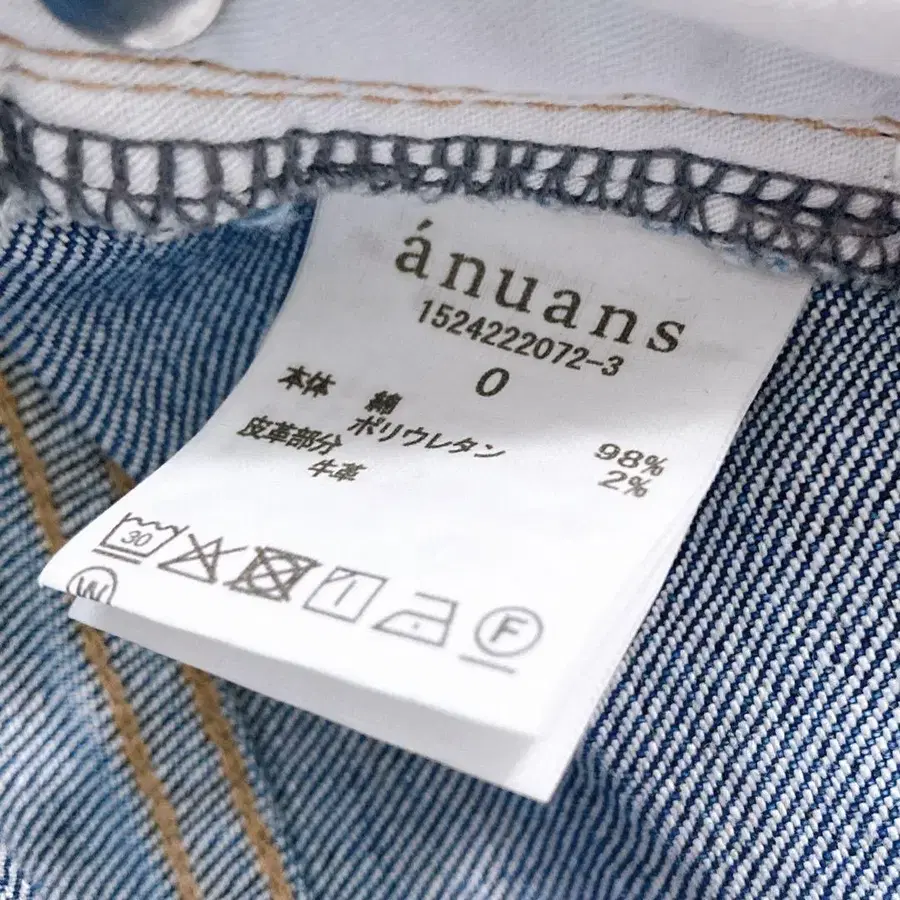 ánuans
1524222072-3
0
本体 綿 98%
ポリウレタン 2%
皮革部分
牛革
30
F
W